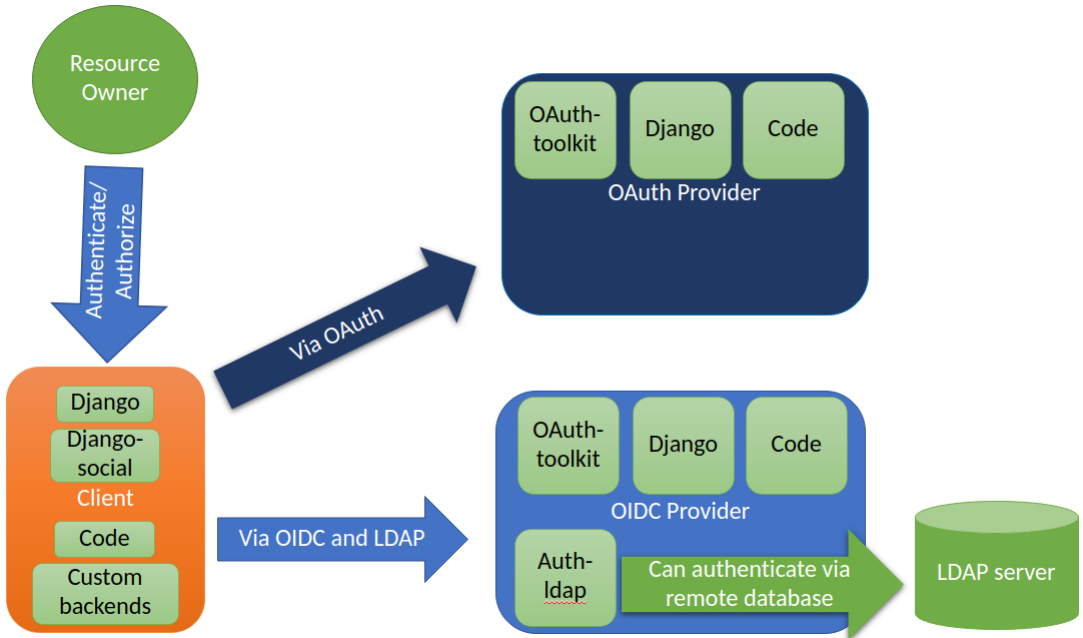 Resource
Owner
Authenticate/
Authorize
Django
Django-
social
Client
Code
Custom
backends
Via OAuth
Via OIDC and LDAP
OAuth-
toolkit
Django
Code
OAuth Provider
OAuth-
toolkit
Django
Code
OIDC Provider
Auth-
ldap
Can authenticate via
remote database
LDAP server